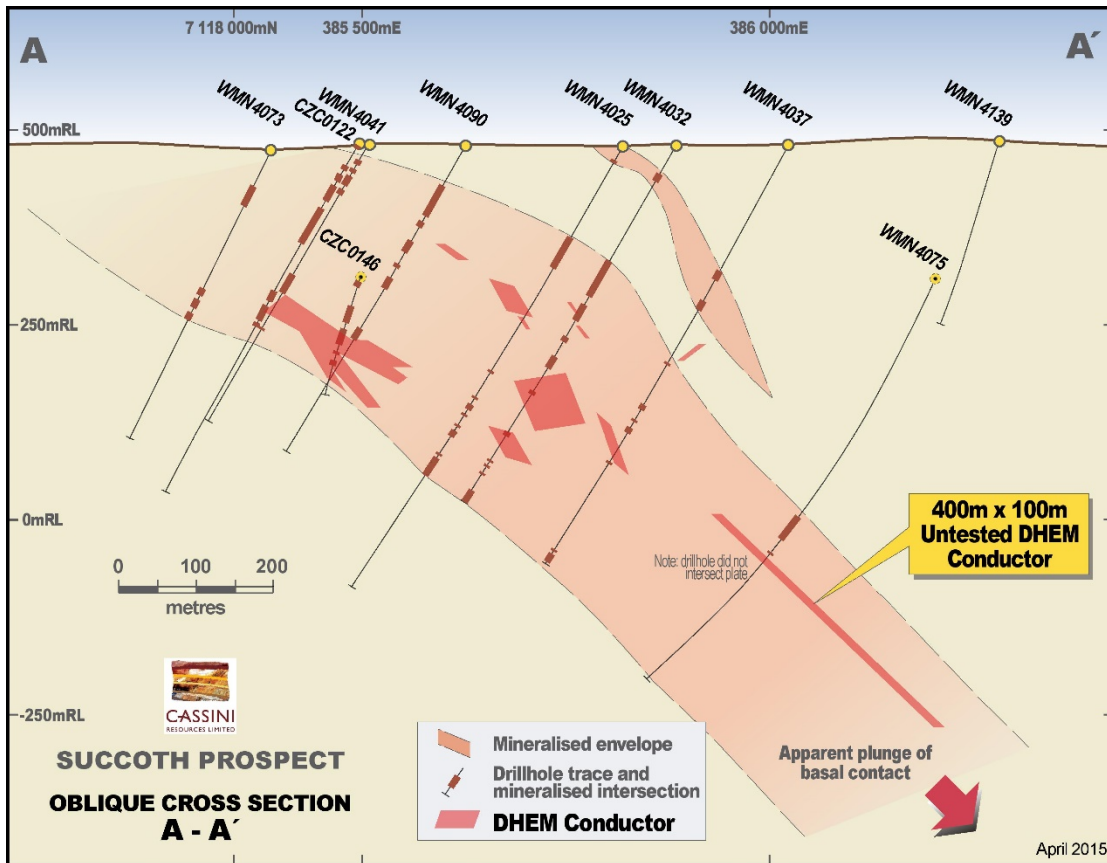 7 118 000mN
385 500mE
386 000mE
A
A´
WMN4073
CZC0122
WMN4041
WMN4090
WMN4025
WMN4032
WMN4037
WMN4139
500mRL
CZC0146
WMN4075
250mRL
0mRL
400m x 100m
Untested DHEM
Conductor
Note: drillhole did not
intersect plate
0 100 200
metres
-250mRL
CASSINI
RESOURCES LIMITED
SUCCOTH PROSPECT
OBLIQUE CROSS SECTION
A - A´
Mineralised envelope
Drillhole trace and
mineralised intersection
DHEM Conductor
Apparent plunge of
basal contact
April 2015